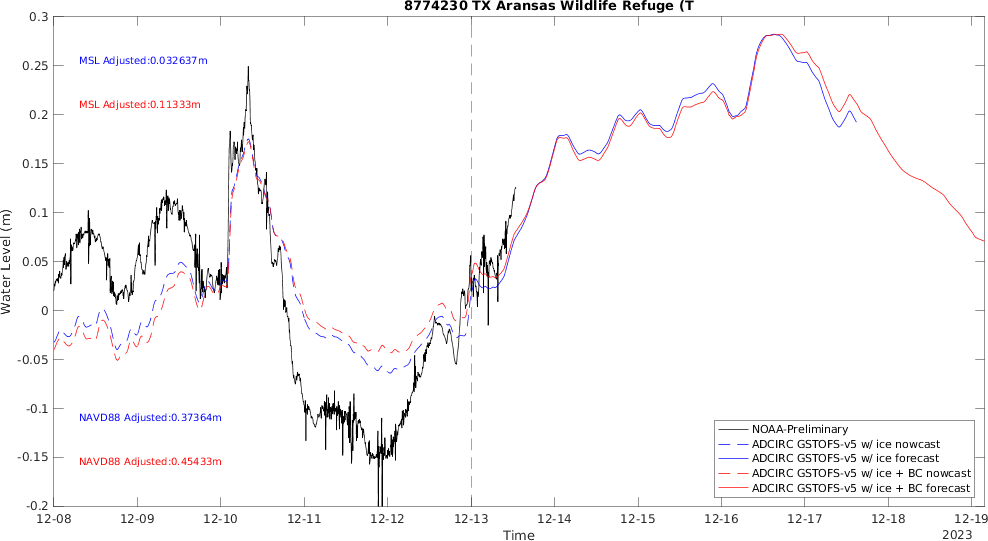 8774230 TX Aransas Wildlife Refuge (T
0.3
0.25
0.2
0.15
0.1
0.05
0
-0.05
-0.1
-0.15
-0.2
Water Level (m)
MSL Adjusted:0.032637m
MSL Adjusted:0.11333m
NAVD88 Adjusted:0.37364m
NAVD88 Adjusted:0.45433m
NOAA-Preliminary
ADCIRC GSTOFS-v5 w/ ice nowcast
ADCIRC GSTOFS-v5 w/ ice forecast
ADCIRC GSTOFS-v5 w/ ice + BC nowcast
ADCIRC GSTOFS-v5 w/ ice + BC forecast
12-08 12-09 12-10 12-11 12-12 12-13 12-14 12-15 12-16 12-17 12-18 12-19
Time
2023